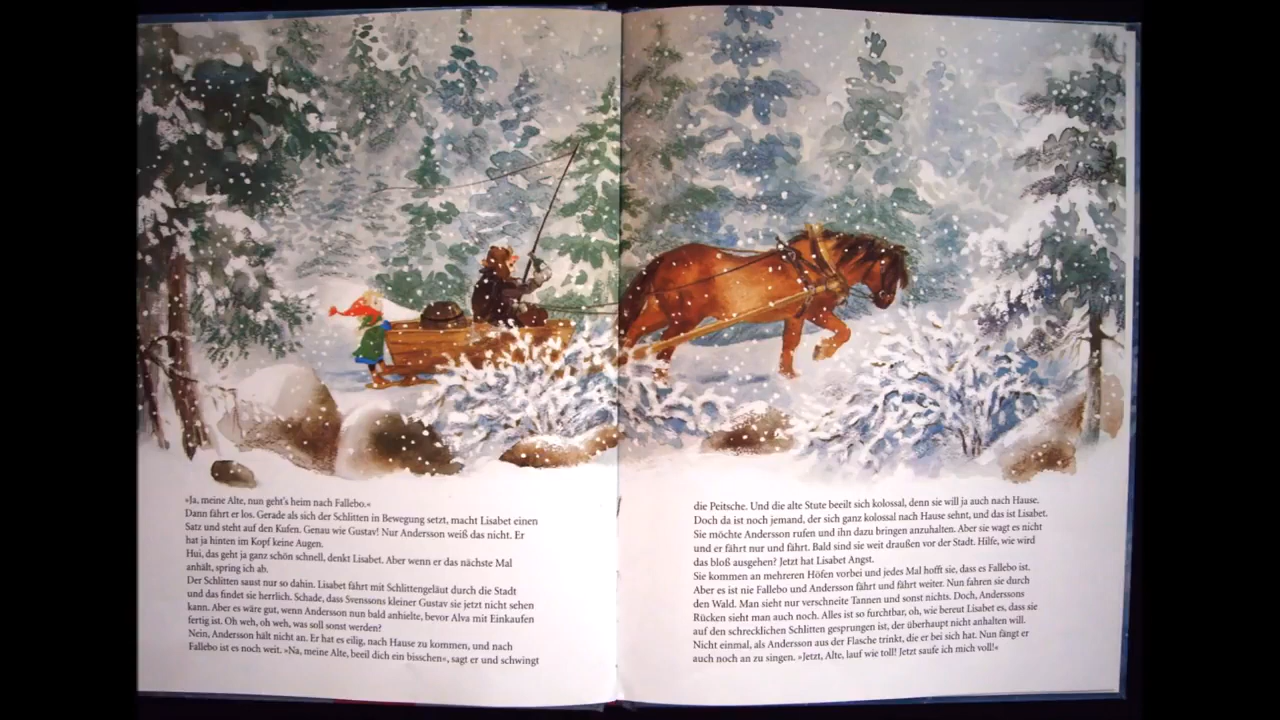 »Ja, meine Alte, nun geht's heim nach Fallebo.«
Dann fährt er los. Gerade als sich der Schlitten in Bewegung setzt, macht Lisabet einen
Satz und steht auf den Kufen. Genau wie Gustav! Nur Andersson weiß das nicht. Er
hat ja hinten im Kopf keine Augen.
Hui, das geht ja ganz schön schnell, denkt Lisabet. Aber wenn er das nächste Mal
anhält, spring ich ab.
Der Schlitten saust nur so dahin. Lisabet fährt mit Schlittengeläut durch die Stadt
und das findet sie herrlich. Schade, dass Svenssons kleiner Gustav sie jetzt nicht sehen
kann. Aber es wäre gut, wenn Andersson nun bald anhielte, bevor Alva mit Einkaufen
fertig ist. Oh weh, oh weh, was soll sonst werden?
Nein, Andersson hält nicht an. Er hat es eilig, nach Hause zu kommen, und nach
Fallebo ist es noch weit. »Na, meine Alte, beeil dich ein bisschen«, sagt er und schwingt
die Peitsche. Und die alte Stute beeilt sich kolossal, denn sie will ja auch nach Hause.
Doch da ist noch jemand, der sich ganz kolossal nach Hause sehnt, und das ist Lisabet.
Sie möchte Andersson rufen und ihn dazu bringen anzuhalten. Aber sie wagt es nicht
und er fährt nur und fährt. Bald sind sie weit draußen vor der Stadt. Hilfe, wie wird
das bloß ausgehen? Jetzt hat Lisabet Angst.
Sie kommen an mehreren Höfen vorbei und jedes Mal hofft sie, dass es Fallebo ist.
Aber es ist nie Fallebo und Andersson fährt und fährt weiter. Nun fahren sie durch
den Wald. Man sieht nur verschneite Tannen und sonst nichts. Doch, Anderssons
Rücken sieht man auch noch. Alles ist so furchtbar, oh, wie bereut Lisabet es, dass sie
auf den schrecklichen Schlitten gesprungen ist, der überhaupt nicht anhalten will.
Nicht einmal, als Andersson aus der Flasche trinkt, die er bei sich hat. Nun fängt er
auch noch an zu singen. »Jetzt, Alte, lauf wie toll! Jetzt saufe ich mich voll!«